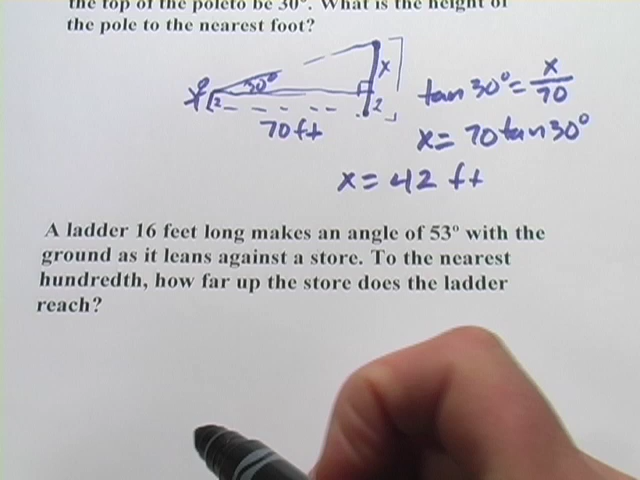 the top of the poleto be 30°. What is the height of
the pole to the nearest foot?
30°
x
2
2
70 ft
tan 30° = x/70
x = 70 tan 30°
x = 42 ft
A ladder 16 feet long makes an angle of 53° with the
ground as it leans against a store. To the nearest
hundredth, how far up the store does the ladder
reach?